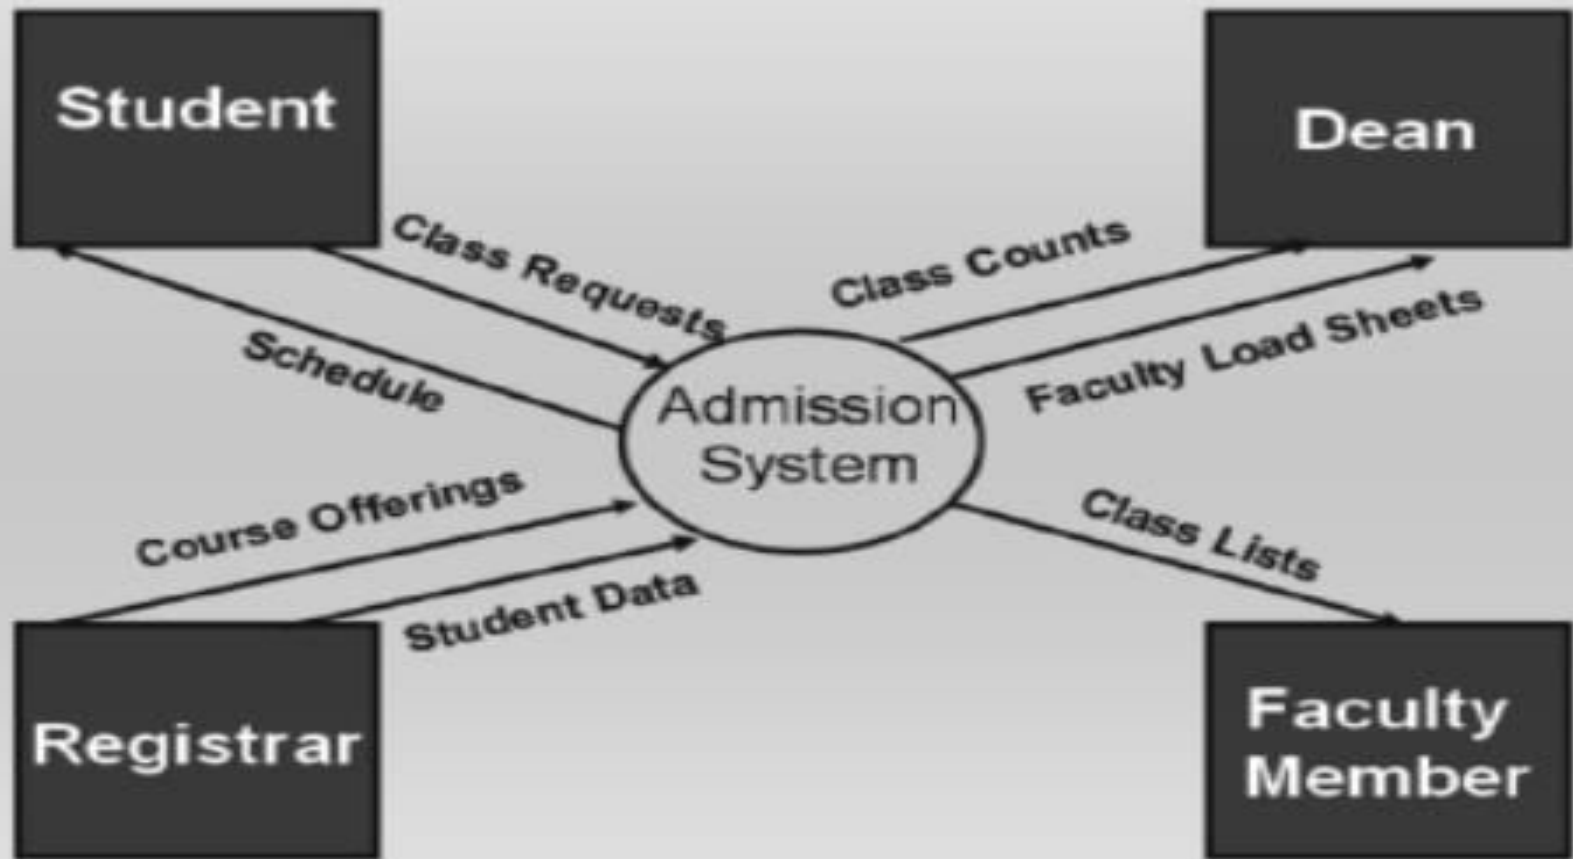 Student
Dean
Class Requests
Class Counts
Schedule
Faculty Load Sheets
Admission
System
Course Offerings
Class Lists
Student Data
Registrar
Faculty
Member